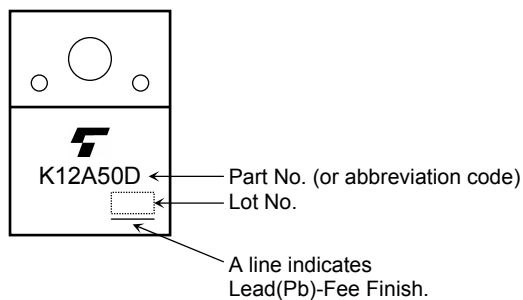 K12A50D
Part No. (or abbreviation code)
Lot No.
A line indicates
Lead(Pb)-Fee Finish.